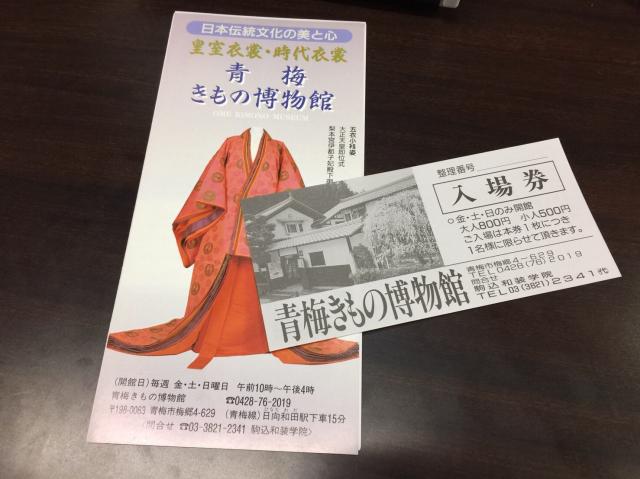 日本伝統文化の美と心
皇室衣裳・時代衣裳
青梅
きもの博物館
OME KIMONO MUSEUM
五衣小袿姿
大正天皇即位式
(開館日)毎週 金・土・日曜日 午前10時～午後4時
青梅きもの博物館 ☎0428-76-2019
〒198-0063 青梅市梅郷4-629 (青梅線)日向和田駅下車15分
〈問合せ ☎03-3821-2341 駒込和装学院〉
整理番号
入場券
○金・土・日のみ開館
大人800円 小人500円
ご入場は本券1枚につき
1名様に限らせて頂きます。
青梅市梅郷4-629
TEL 0428(76)2019
問合せ
駒込和装学院
TEL 03(3821)2341代
青梅きもの博物館